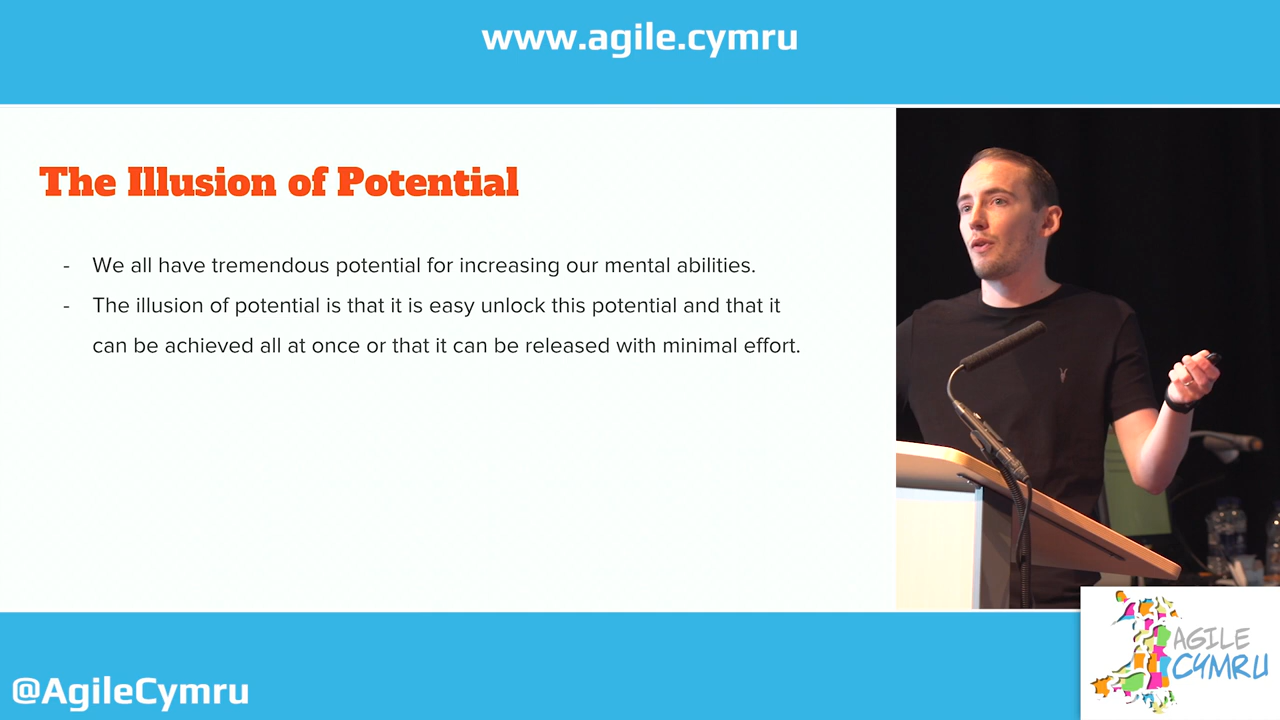 www.agile.cymru
The Illusion of Potential
- We all have tremendous potential for increasing our mental abilities.
- The illusion of potential is that it is easy unlock this potential and that it
can be achieved all at once or that it can be released with minimal effort.
@AgileCymru
AGILE
CYMRU